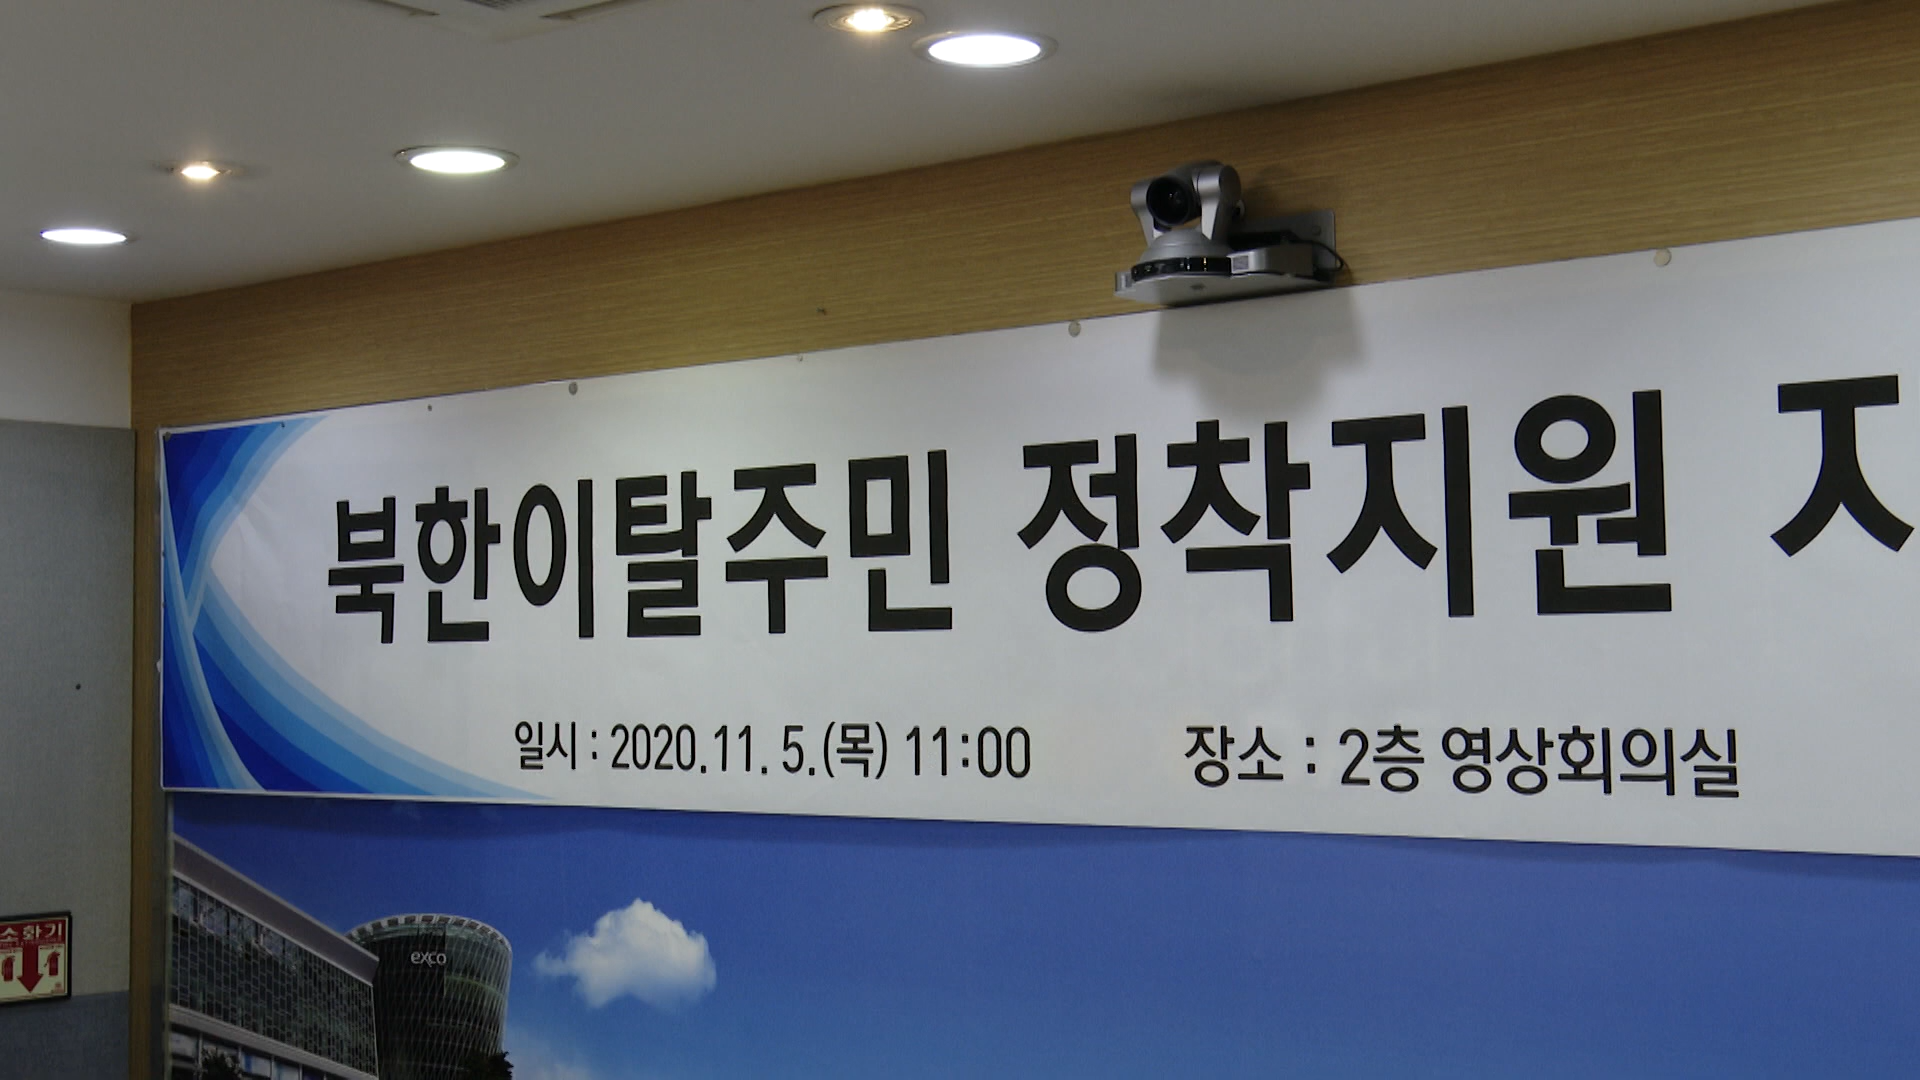 북한이탈주민 정착지원
일시 : 2020.11. 5.(목) 11:00
장소 : 2층 영상회의실
exco
소화기